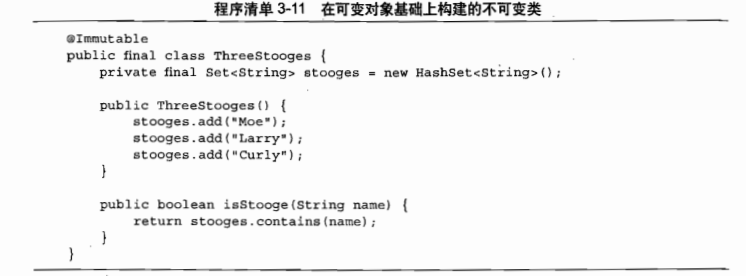 程序清单 3-11 在可变对象基础上构建的不可变类
@Immutable
public final class ThreeStooges {
    private final Set<String> stooges = new HashSet<String>();

    public ThreeStooges() {
        stooges.add("Moe");
        stooges.add("Larry");
        stooges.add("Curly");
    }

    public boolean isStooge(String name) {
        return stooges.contains(name);
    }
}